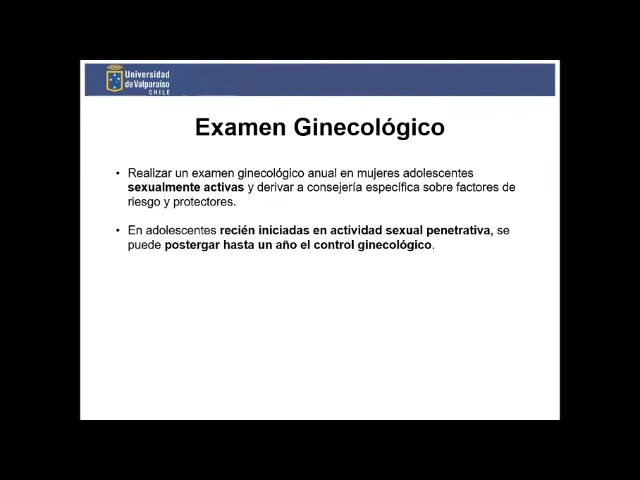 Universidad
de Valparaíso
CHILE
Examen Ginecológico
• Realizar un examen ginecológico anual en mujeres adolescentes
sexualmente activas y derivar a consejería específica sobre factores de
riesgo y protectores.
• En adolescentes recién iniciadas en actividad sexual penetrativa, se
puede postergar hasta un año el control ginecológico.